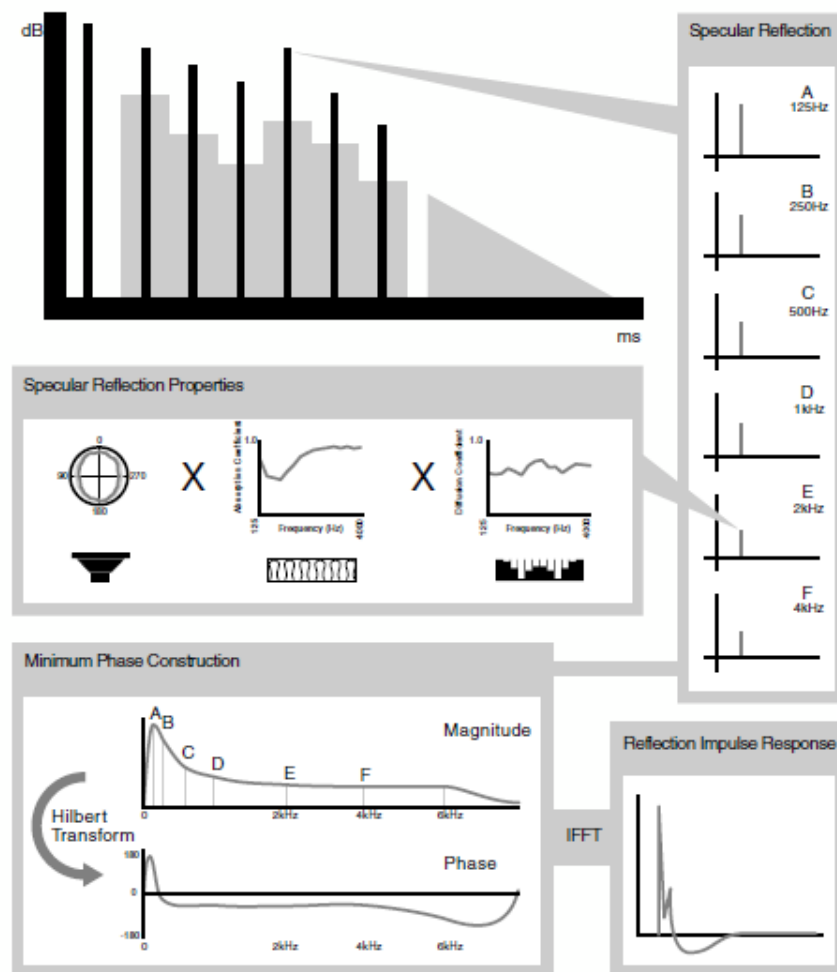 dB
ms
Specular Reflection
A
125Hz
B
250Hz
C
500Hz
D
1kHz
E
2kHz
F
4kHz
Specular Reflection Properties
0
90
270
180
X
Absorption Coefficient
1.0
125
Frequency (Hz)
4000
X
Diffusion Coefficient
1.0
125
Frequency (Hz)
4000
Minimum Phase Construction
A
B
C
D
E
F
Magnitude
0
2kHz
4kHz
6kHz
Hilbert
Transform
180
0
-180
Phase
0
2kHz
4kHz
6kHz
IFFT
Reflection Impulse Response